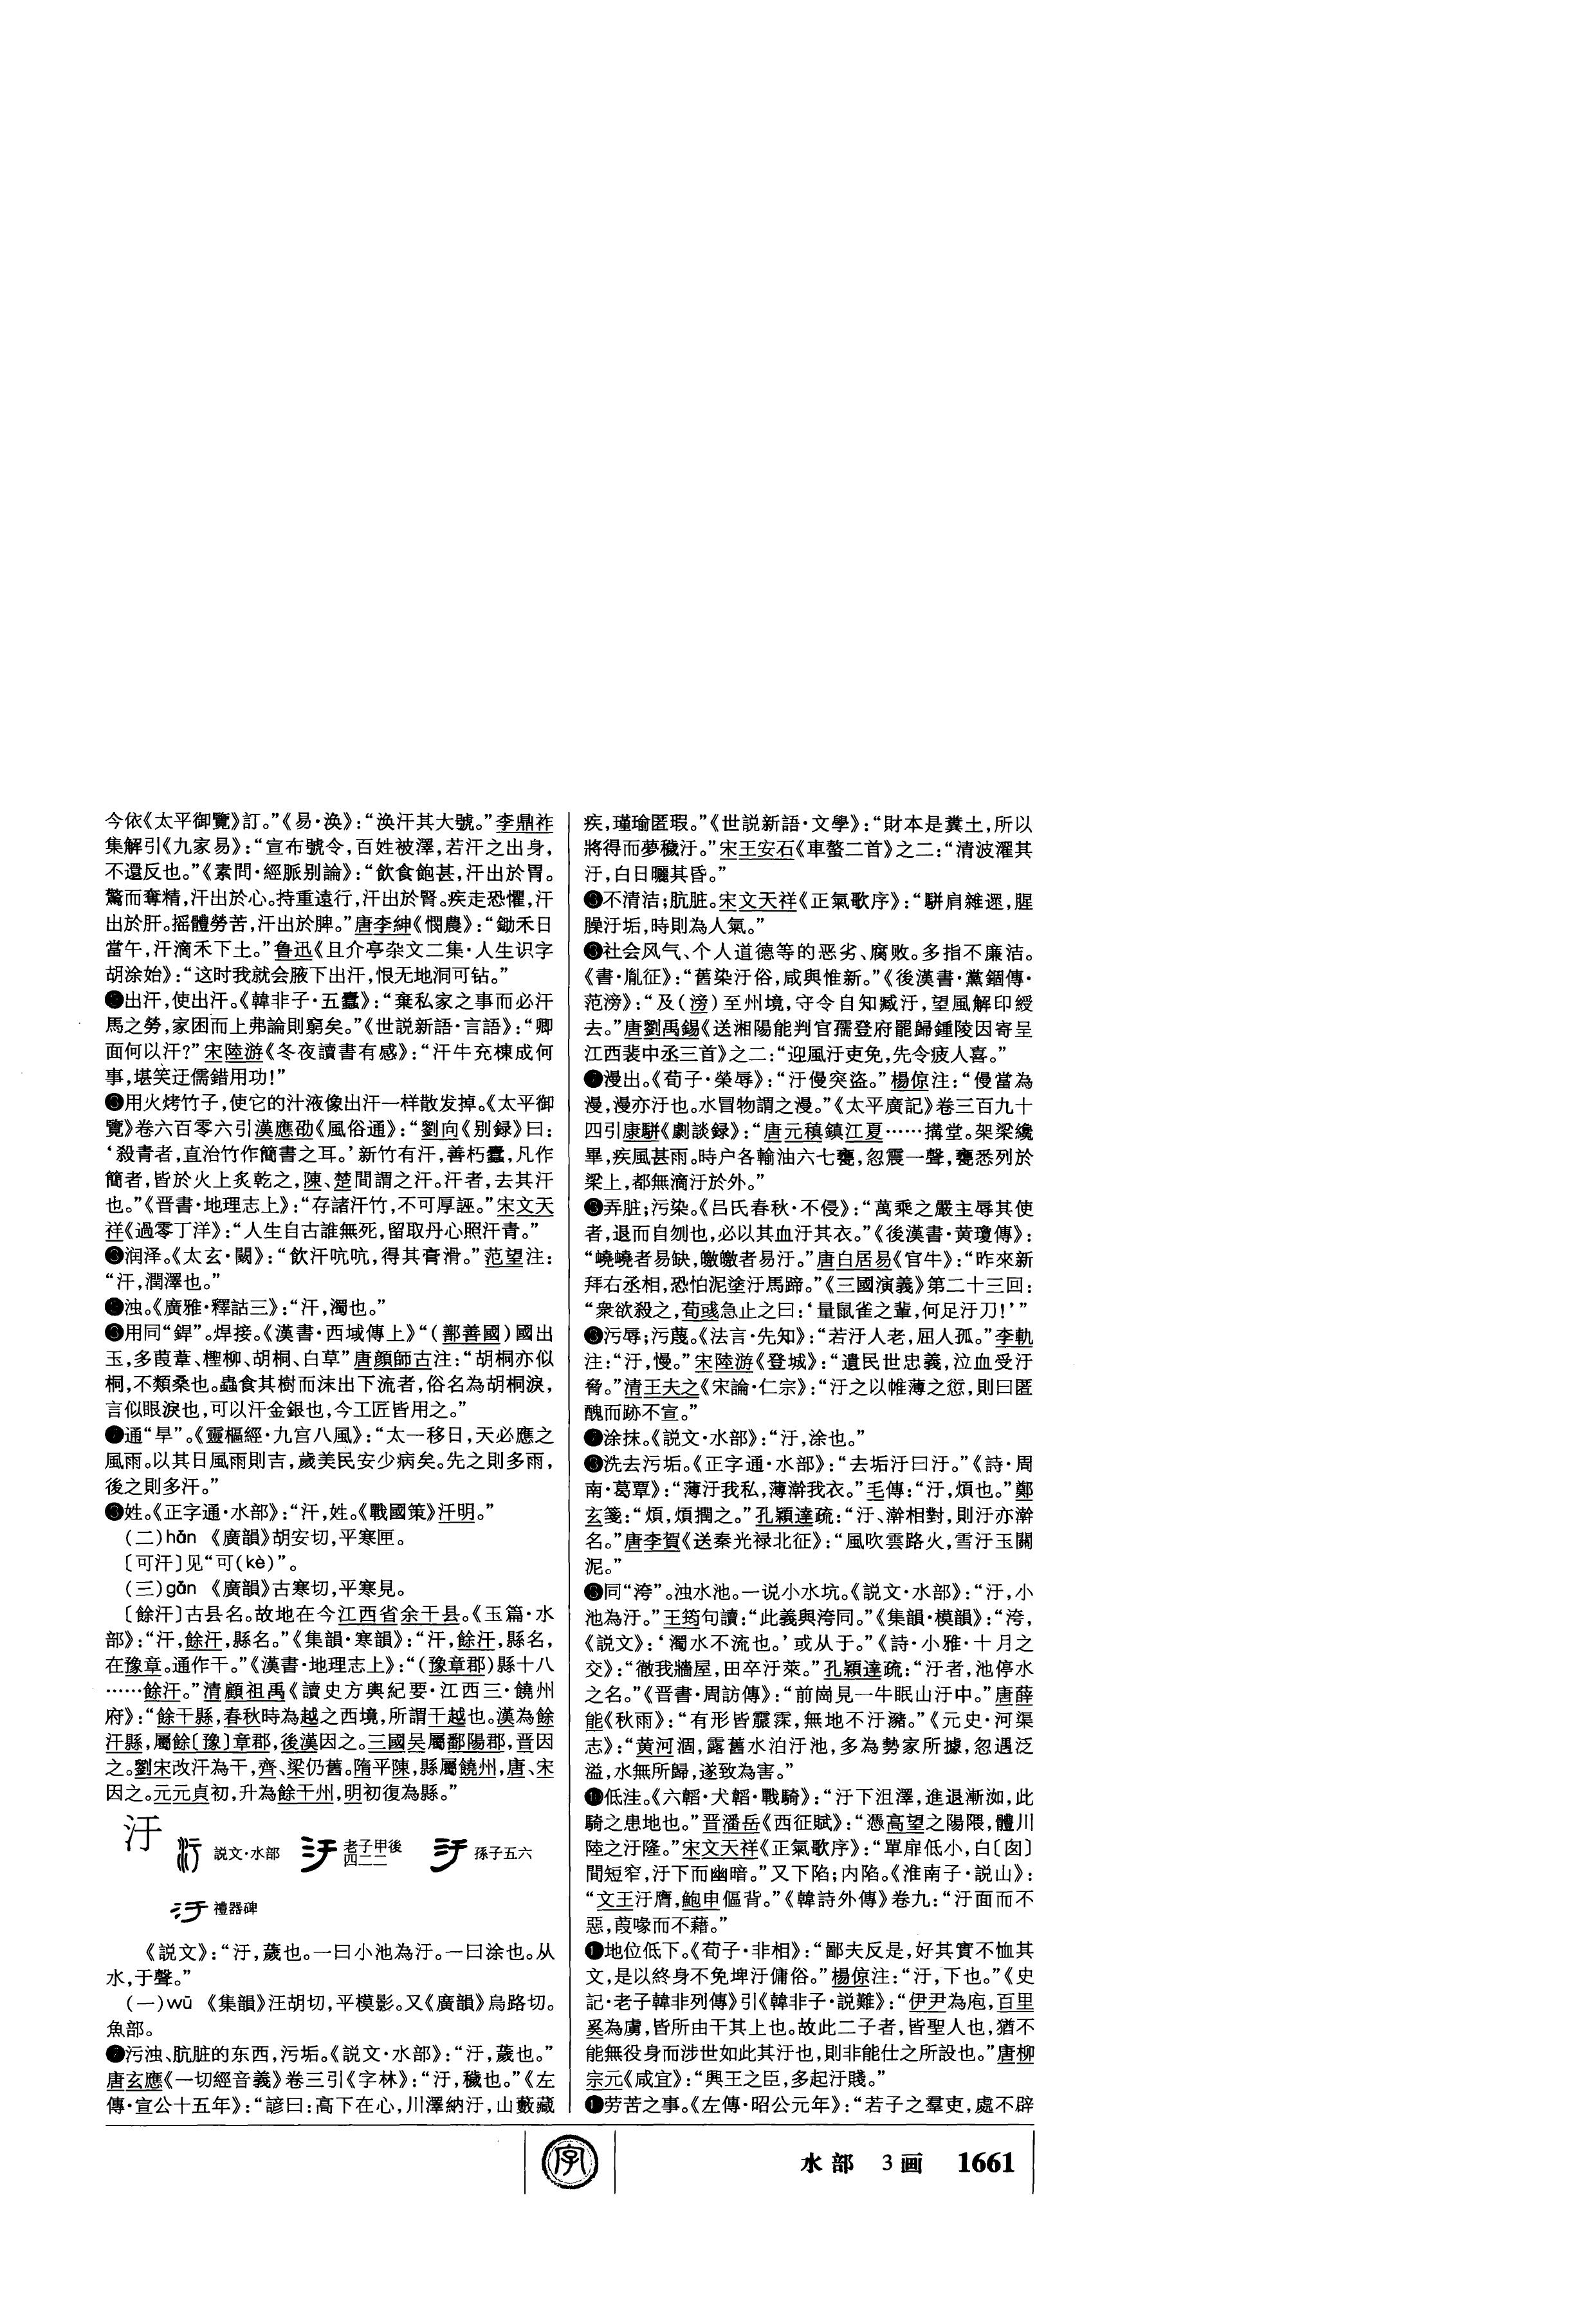 今依《太平御覽》訂。”《易·涣》：“涣汗其大號。”李鼎祚
集解引《九家易》：“宣布號令，百姓被澤，若汗之出身，
不還反也。”《素問·經脈别論》：“飲食飽甚，汗出於胃。
驚而奪精，汗出於心。持重遠行，汗出於腎。疾走恐懼，汗
出於肝。摇體勞苦，汗出於脾。”唐李紳《憫農》：“鋤禾日
當午，汗滴禾下土。”鲁迅《且介亭杂文二集·人生识字
胡涂始》：“这时我就会腋下出汗，恨无地洞可钻。”
❷出汗，使出汗。《韓非子·五蠹》：“棄私家之事而必汗
馬之勞，家困而上弗論則窮矣。”《世説新語·言語》：“卿
面何以汗？”宋陸游《冬夜讀書有感》：“汗牛充棟成何
事，堪笑迂儒錯用功！”
❸用火烤竹子，使它的汁液像出汗一样散发掉。《太平御
覽》卷六百零六引漢應劭《風俗通》：“劉向《别録》曰：
‘殺青者，直治竹作簡書之耳。’新竹有汗，善朽蠹，凡作
簡者，皆於火上炙乾之，陳、楚間謂之汗。汗者，去其汗
也。”《晋書·地理志上》：“存諸汗竹，不可厚誣。”宋文天
祥《過零丁洋》：“人生自古誰無死，留取丹心照汗青。”
润泽。《太玄·闋》：“飲汗吭吭，得其膏滑。”范望注：
“汗，潤澤也。”
浊。《廣雅·釋詁三》：“汗，濁也。”
用同“銲”。焊接。《漢書·西域傳上》“（鄯善國）國出
玉，多葭葦、檉柳、胡桐、白草”唐顔師古注：“胡桐亦似
桐，不類桑也。蟲食其樹而沫出下流者，俗名為胡桐淚，
言似眼淚也，可以汗金銀也，今工匠皆用之。”
❼通“旱”。《靈樞經·九宫八風》：“太一移日，天必應之
風雨。以其日風雨則吉，歲美民安少病矣。先之則多雨，
後之則多汗。”
姓。《正字通·水部》：“汗，姓。《戰國策》汗明。”
（二）hán　《廣韻》胡安切，平寒匣。
〔可汗〕见“可（kè）”。
（三）gān　《廣韻》古寒切，平寒見。
〔餘汗〕古县名。故地在今江西省余干县。《玉篇·水
部》：“汗，餘汗，縣名。”《集韻·寒韻》：“汗，餘汗，縣名，
在豫章。通作干。”《漢書·地理志上》：“（豫章郡）縣十八
……餘汗。”清顧祖禹《讀史方輿紀要·江西三·饒州
府》：“餘干縣，春秋時為越之西境，所謂干越也。漢為餘
汗縣，屬餘〔豫〕章郡，後漢因之。三國吴屬鄱陽郡，晋因
之。劉宋改汗為干，齊、梁仍舊。隋平陳，縣屬饒州，唐、宋
因之。元元貞初，升為餘干州，明初復為縣。”
汙　説文·水部　老子甲後四二二　孫子五六
禮器碑
《説文》：“汙，薉也。一曰小池為汙。一曰涂也。从
水，于聲。”
（一）wū　《集韻》汪胡切，平模影。又《廣韻》烏路切。
魚部。
污浊、肮脏的东西，污垢。《説文·水部》：“汙，薉也。”
唐玄應《一切經音義》卷三引《字林》：“汙，穢也。”《左
傳·宣公十五年》：“諺曰：高下在心，川澤納汙，山藪藏
疾，瑾瑜匿瑕。”《世説新語·文學》：“財本是糞土，所以
將得而夢穢汙。”宋王安石《車螯二首》之二：“清波濯其
汙，白日曬其昏。”
不清洁；肮脏。宋文天祥《正氣歌序》：“駢肩雜遝，腥
臊汙垢，時則為人氣。”
❸社会风气、个人道德等的恶劣、腐败。多指不廉洁。
《書·胤征》：“舊染汙俗，咸與惟新。”《後漢書·黨錮傳·
范滂》：“及（滂）至州境，守令自知臧汙，望風解印綬
去。”唐劉禹錫《送湘陽能判官孺登府罷歸鍾陵因寄呈
江西裴中丞三首》之二：“迎風汙吏免，先令疲人喜。”
漫出。《荀子·榮辱》：“汙侵突盜。”楊倞注：“侵當為
漫，漫亦汙也。水冒物謂之漫。”《太平廣記》卷三百九十
四引康駢《劇談録》：“唐元稹鎮江夏……搆堂。架梁纔
畢，疾風甚雨。時户各輸油六七甕，忽震一聲，甕悉列於
梁上，都無滴汙於外。”
弄脏；污染。《吕氏春秋·不侵》：“萬乘之嚴主辱其使
者，退而自刎也，必以其血汙其衣。”《後漢書·黄瓊傳》：
“嶢嶢者易缺，皦皦者易汙。”唐白居易《官牛》：“昨來新
拜右丞相，恐怕泥塗汙馬蹄。”《三國演義》第二十三回：
“衆欲殺之，荀彧急止之曰：‘量鼠雀之輩，何足汙刀！’”
污辱；污蔑。《法言·先知》：“若汙人老，屈人孤。”李軌
注：“汙，慢。”宋陸游《登城》：“遺民世忠義，泣血受汙
脅。”清王夫之《宋論·仁宗》：“汙之以帷薄之愆，則曰匿
醜而跡不宣。”
❼涂抹。《説文·水部》：“汙，涂也。”
洗去污垢。《正字通·水部》：“去垢汙曰汙。”《詩·周
南·葛覃》：“薄汙我私，薄澣我衣。”毛傳：“汙，煩也。”鄭
玄箋：“煩，煩撋之。”孔穎達疏：“汙、澣相對，則汙亦澣
名。”唐李賀《送秦光禄北征》：“風吹雲路火，雪汙玉關
泥。”
同“洿”。浊水池。一说小水坑。《説文·水部》：“汙，小
池為汙。”王筠句讀：“此義與洿同。”《集韻·模韻》：“洿，
《説文》：‘濁水不流也。’或从于。”《詩·小雅·十月之
交》：“徹我牆屋，田卒汙萊。”孔穎達疏：“汙者，池停水
之名。”《晋書·周訪傳》：“前崗見一牛眠山汙中。”唐薛
能《秋雨》：“有形皆霢霂，無地不汙瀦。”《元史·河渠
志》：“黄河涸，露舊水泊汙池，多為勢家所據，忽遇泛
溢，水無所歸，遂致為害。”
❿低洼。《六韜·犬韜·戰騎》：“汙下沮澤，進退漸洳，此
騎之患地也。”晋潘岳《西征賦》：“憑高望之陽隈，體川
陸之汙隆。”宋文天祥《正氣歌序》：“單扉低小，白〔囱〕
間短窄，汙下而幽暗。”又下陷；内陷。《淮南子·説山》：
“文王汙膺，鮑申傴背。”《韓詩外傳》卷九：“汙面而不
惡，葭喙而不藉。”
地位低下。《荀子·非相》：“鄙夫反是，好其實不恤其
文，是以終身不免埤汙傭俗。”楊倞注：“汙，下也。”《史
記·老子韓非列傳》引《韓非子·説難》：“伊尹為庖，百里
奚為虜，皆所由干其上也。故此二子者，皆聖人也，猶不
能無役身而涉世如此其汙也，則非能仕之所設也。”唐柳
宗元《咸宜》：“興王之臣，多起汙賤。”
劳苦之事。《左傳·昭公元年》：“若子之羣吏，處不辟
字
水部　3画　1661